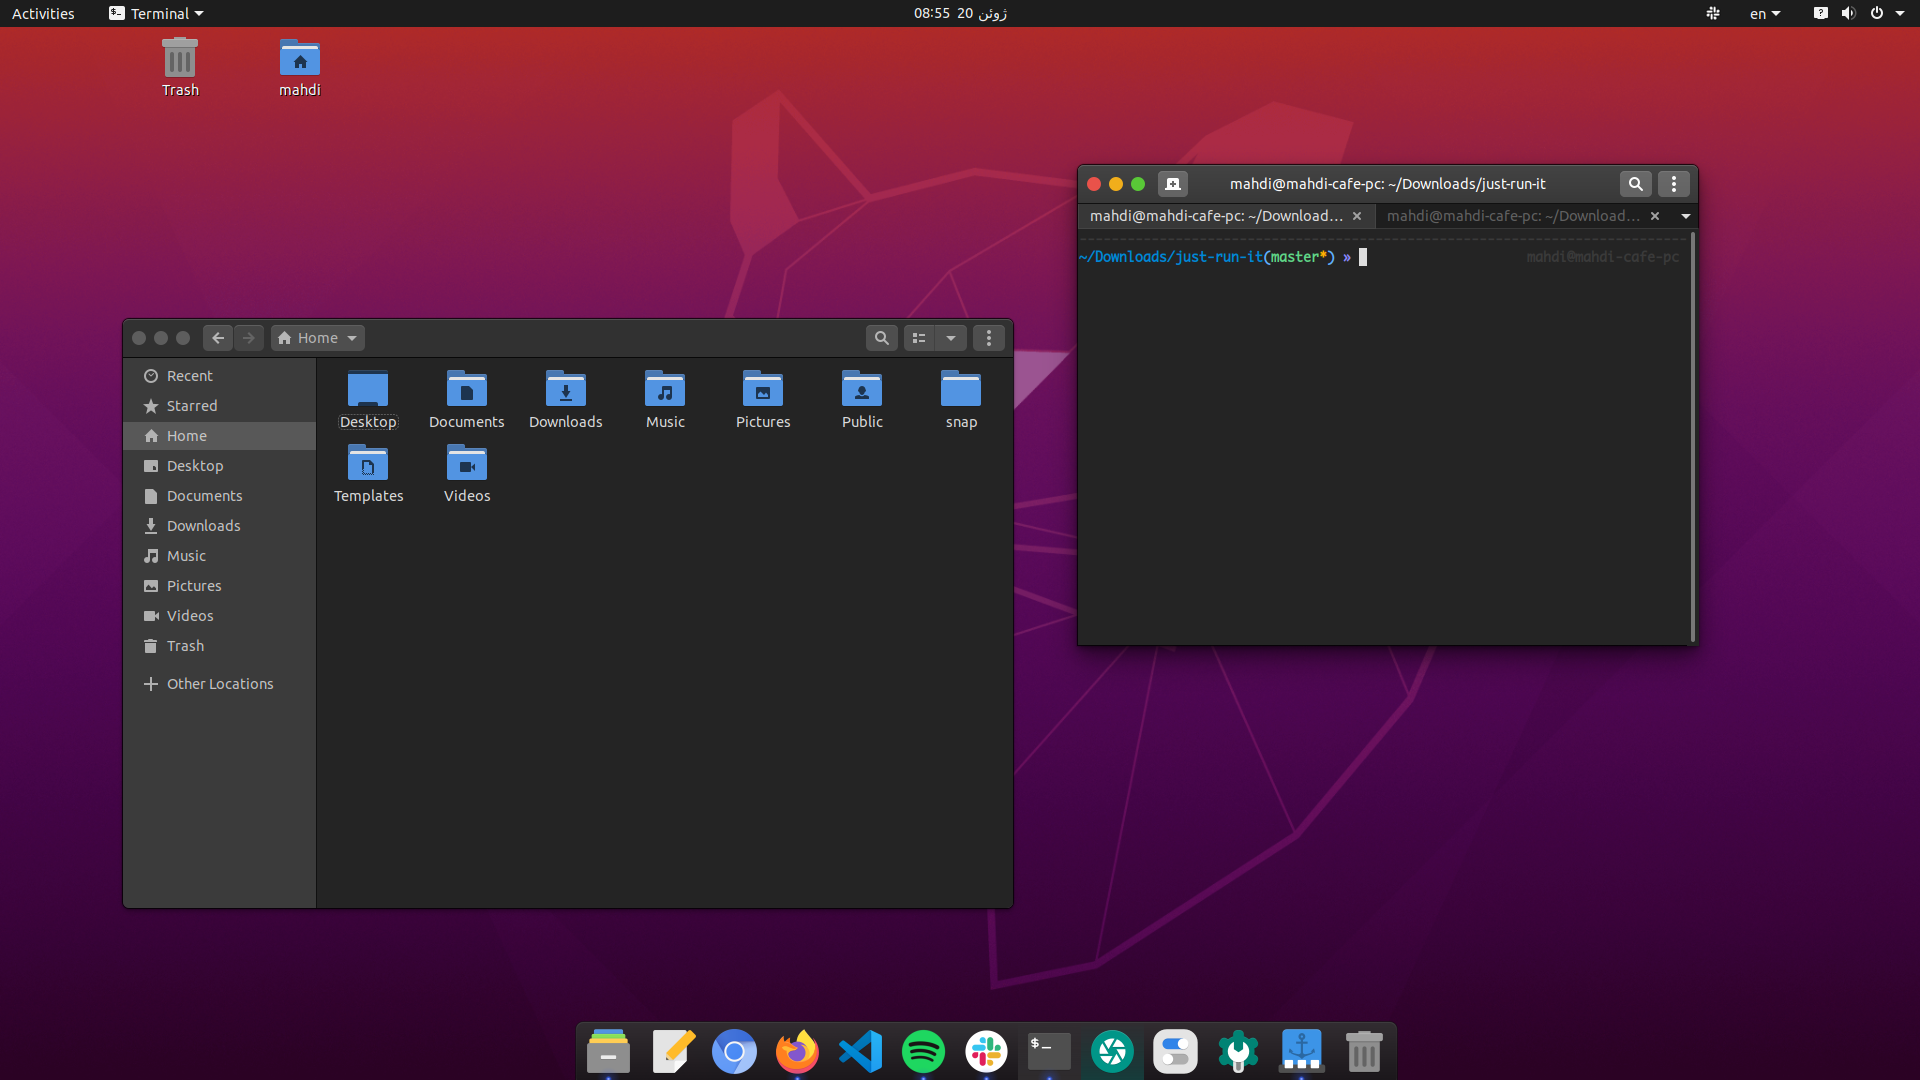 Activities
Terminal
08:55 20 ژوئن
en
Trash
mahdi
mahdi@mahdi-cafe-pc: ~/Downloads/just-run-it
mahdi@mahdi-cafe-pc: ~/Download...
mahdi@mahdi-cafe-pc: ~/Download...
~/Downloads/just-run-it(master*) »
mahdi@mahdi-cafe-pc
Home
Recent
Starred
Home
Desktop
Documents
Downloads
Music
Pictures
Videos
Trash
Other Locations
Desktop
Documents
Downloads
Music
Pictures
Public
snap
Templates
Videos
$_